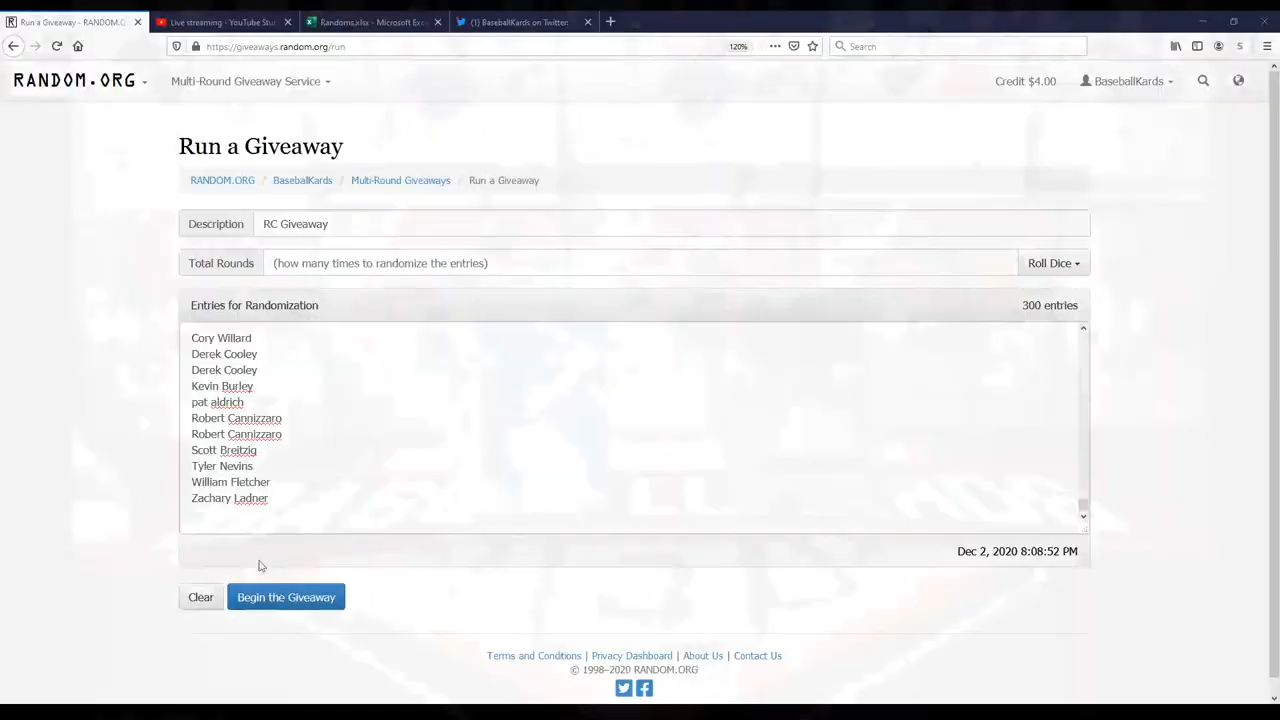 Run a Giveaway - RANDOM.O
Live streaming - YouTube Stu
Randoms.xlsx - Microsoft Exc
(1) BaseballKards on Twitter:
https://giveaways.random.org/run
120%
Search
RANDOM.ORG
Multi-Round Giveaway Service
Credit $4.00
BaseballKards
Run a Giveaway
RANDOM.ORG / BaseballKards / Multi-Round Giveaways / Run a Giveaway
Description RC Giveaway
Total Rounds (how many times to randomize the entries) Roll Dice
Entries for Randomization 300 entries
Cory Willard
Derek Cooley
Derek Cooley
Kevin Burley
pat aldrich
Robert Cannizzaro
Robert Cannizzaro
Scott Breitzig
Tyler Nevins
William Fletcher
Zachary Ladner
Dec 2, 2020 8:08:52 PM
Clear Begin the Giveaway
Terms and Conditions | Privacy Dashboard | About Us | Contact Us
© 1998–2020 RANDOM.ORG